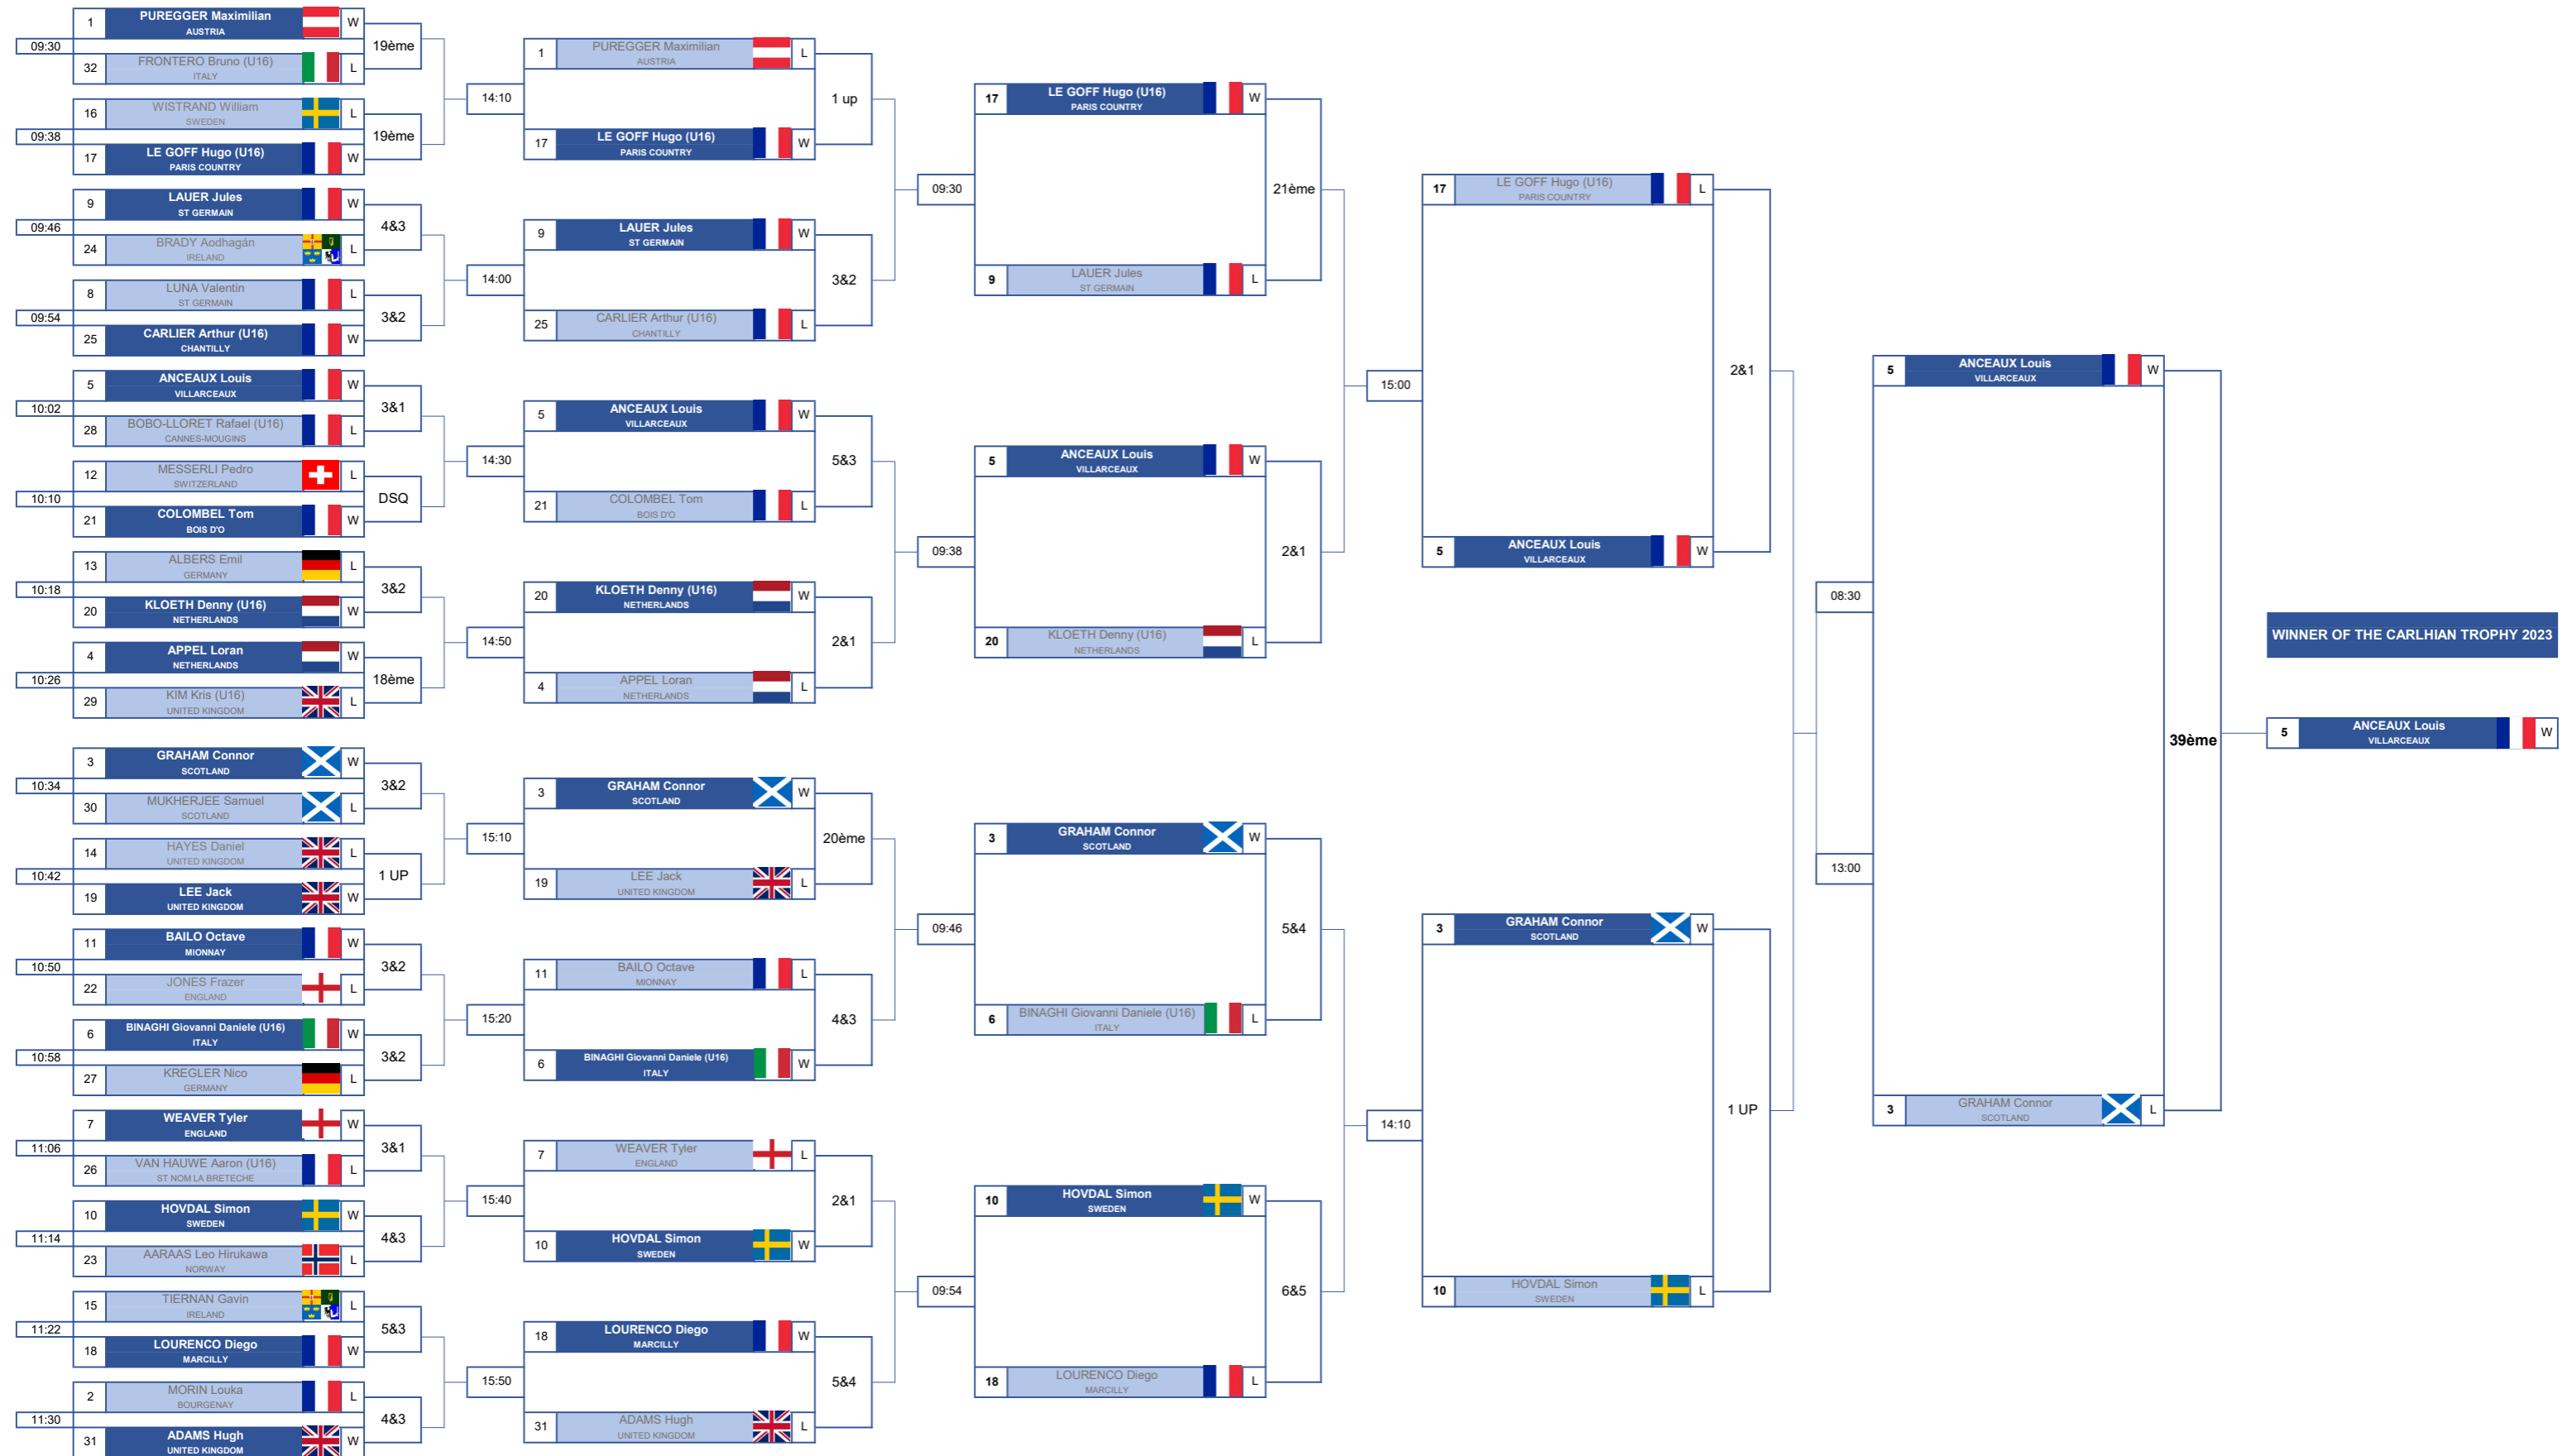 1 PUREGGER Maximilian W
AUSTRIA
09:30
19ème
32 FRONTERO Bruno (U16) L
ITALY
16 WISTRAND William L
SWEDEN
09:38
19ème
17 LE GOFF Hugo (U16) W
PARIS COUNTRY
9 LAUER Jules W
ST GERMAIN
09:46
4&3
24 BRADY Aodhagán L
IRELAND
8 LUNA Valentin L
ST GERMAIN
09:54
3&2
25 CARLIER Arthur (U16) W
CHANTILLY
5 ANCEAUX Louis W
VILLARCEAUX
10:02
3&1
28 BOBO-LLORET Rafael (U16) L
CANNES-MOUGINS
12 MESSERLI Pedro L
SWITZERLAND
10:10
DSQ
21 COLOMBEL Tom W
BOIS D'O
13 ALBERS Emil L
GERMANY
10:18
3&2
20 KLOETH Denny (U16) W
NETHERLANDS
4 APPEL Loran W
NETHERLANDS
10:26
18ème
29 KIM Kris (U16) L
UNITED KINGDOM
3 GRAHAM Connor W
SCOTLAND
10:34
3&2
30 MUKHERJEE Samuel L
SCOTLAND
14 HAYES Daniel L
UNITED KINGDOM
10:42
1 UP
19 LEE Jack W
UNITED KINGDOM
11 BAILO Octave W
MIONNAY
10:50
3&2
22 JONES Frazer L
ENGLAND
6 BINAGHI Giovanni Daniele (U16) W
ITALY
10:58
3&2
27 KREGLER Nico L
GERMANY
7 WEAVER Tyler W
ENGLAND
11:06
3&1
26 VAN HAUWE Aaron (U16) L
ST NOM LA BRETECHE
10 HOVDAL Simon W
SWEDEN
11:14
4&3
23 AARAAS Leo Hirukawa L
NORWAY
15 TIERNAN Gavin L
IRELAND
11:22
5&3
18 LOURENCO Diego W
MARCILLY
2 MORIN Louka L
BOURGENAY
11:30
4&3
31 ADAMS Hugh W
UNITED KINGDOM
1 PUREGGER Maximilian L
AUSTRIA
14:10
1 up
17 LE GOFF Hugo (U16) W
PARIS COUNTRY
9 LAUER Jules W
ST GERMAIN
14:00
3&2
25 CARLIER Arthur (U16) L
CHANTILLY
5 ANCEAUX Louis W
VILLARCEAUX
14:30
5&3
21 COLOMBEL Tom L
BOIS D'O
20 KLOETH Denny (U16) W
NETHERLANDS
14:50
2&1
4 APPEL Loran L
NETHERLANDS
3 GRAHAM Connor W
SCOTLAND
15:10
20ème
19 LEE Jack L
UNITED KINGDOM
11 BAILO Octave L
MIONNAY
15:20
4&3
6 BINAGHI Giovanni Daniele (U16) W
ITALY
7 WEAVER Tyler L
ENGLAND
15:40
2&1
10 HOVDAL Simon W
SWEDEN
18 LOURENCO Diego W
MARCILLY
15:50
5&4
31 ADAMS Hugh L
UNITED KINGDOM
17 LE GOFF Hugo (U16) W
PARIS COUNTRY
09:30
21ème
9 LAUER Jules L
ST GERMAIN
5 ANCEAUX Louis W
VILLARCEAUX
09:38
2&1
20 KLOETH Denny (U16) L
NETHERLANDS
3 GRAHAM Connor W
SCOTLAND
09:46
5&4
6 BINAGHI Giovanni Daniele (U16) L
ITALY
10 HOVDAL Simon W
SWEDEN
09:54
6&5
18 LOURENCO Diego L
MARCILLY
17 LE GOFF Hugo (U16) L
PARIS COUNTRY
15:00
2&1
5 ANCEAUX Louis W
VILLARCEAUX
3 GRAHAM Connor W
SCOTLAND
14:10
1 UP
10 HOVDAL Simon L
SWEDEN
5 ANCEAUX Louis W
VILLARCEAUX
08:30
39ème
13:00
3 GRAHAM Connor L
SCOTLAND
WINNER OF THE CARLHIAN TROPHY 2023
5 ANCEAUX Louis W
VILLARCEAUX